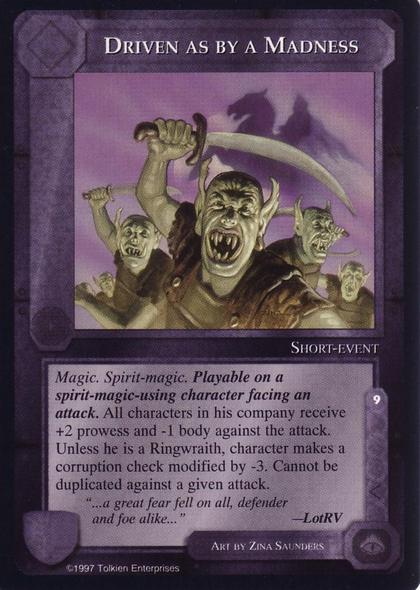 DRIVEN AS BY A MADNESS
SHORT-EVENT
Magic. Spirit-magic. Playable on a
spirit-magic-using character facing an
attack. All characters in his company receive
+2 prowess and -1 body against the attack.
Unless he is a Ringwraith, character makes a
corruption check modified by -3. Cannot be
duplicated against a given attack.
"...a great fear fell on all, defender
and foe alike..." —LotRV
9
ART BY ZINA SAUNDERS
©1997 Tolkien Enterprises